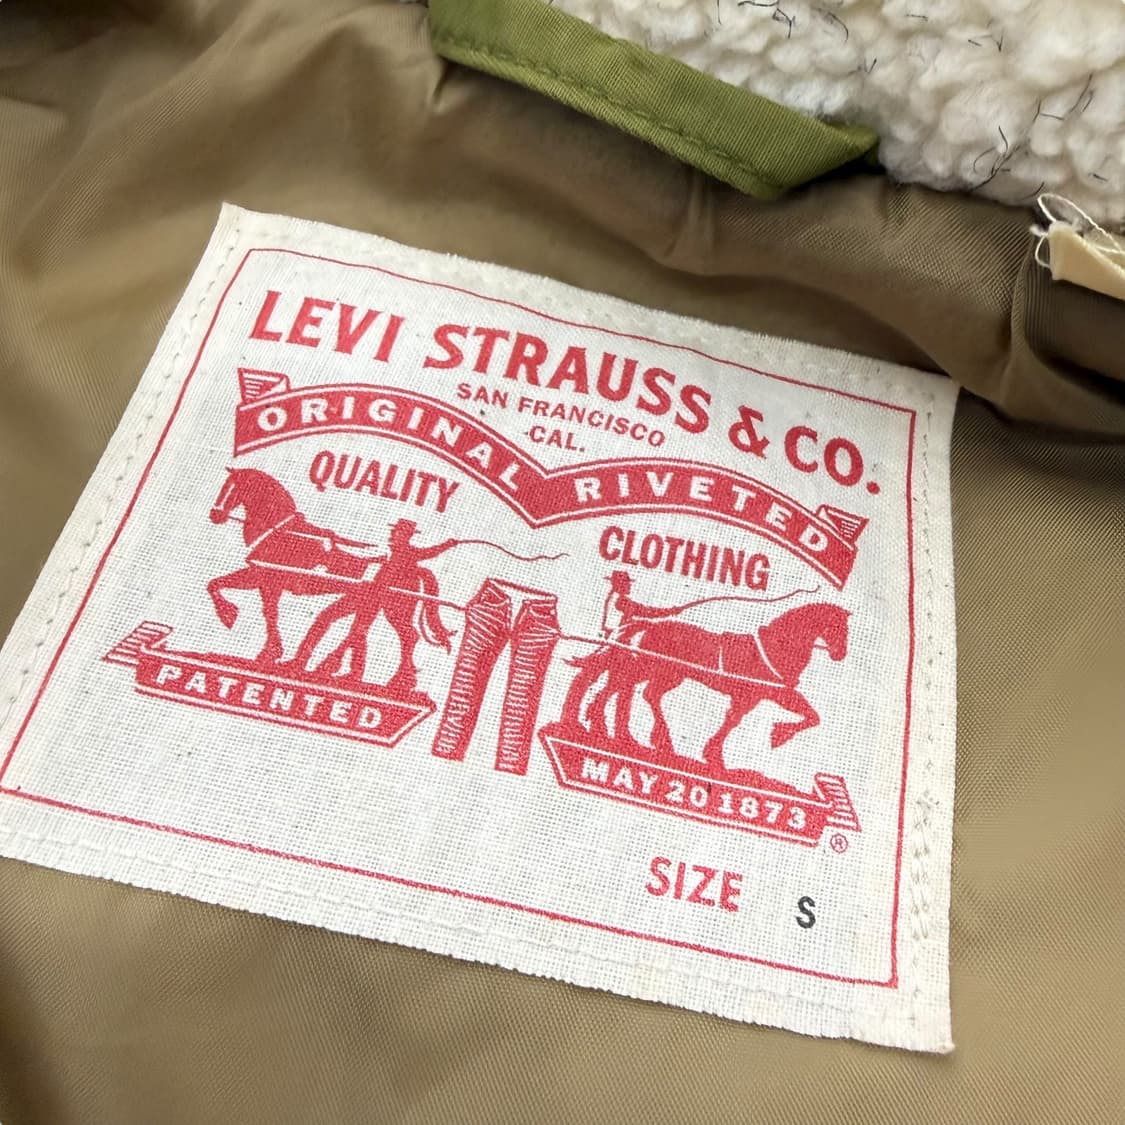 LEVI STRAUSS & CO.
SAN FRANCISCO
CAL.
ORIGINAL RIVETED
QUALITY CLOTHING
PATENTED
MAY 20 1873
®
SIZE S